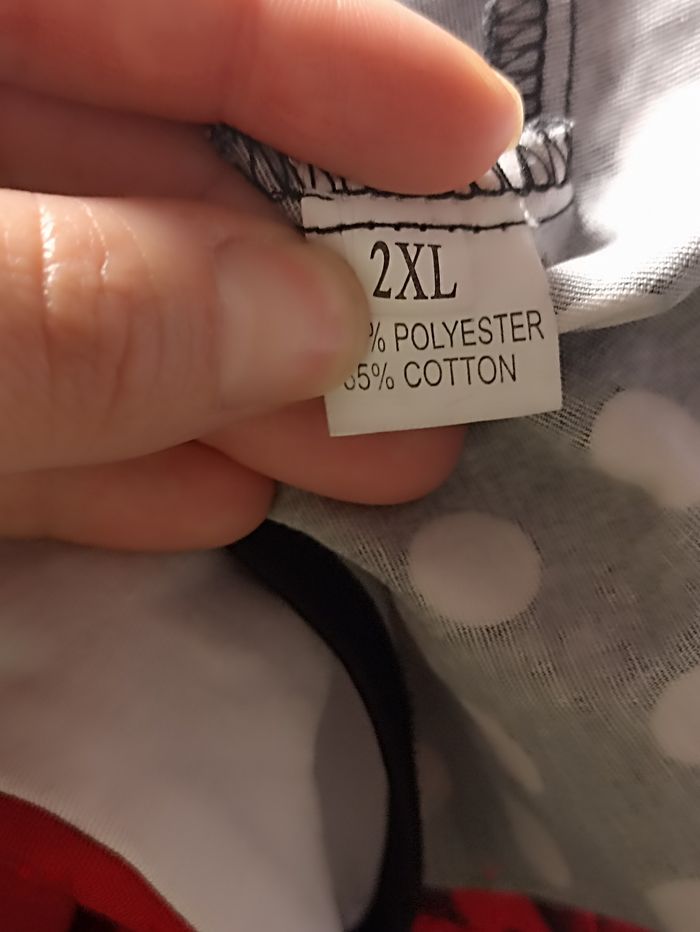 2XL
% POLYESTER
5% COTTON